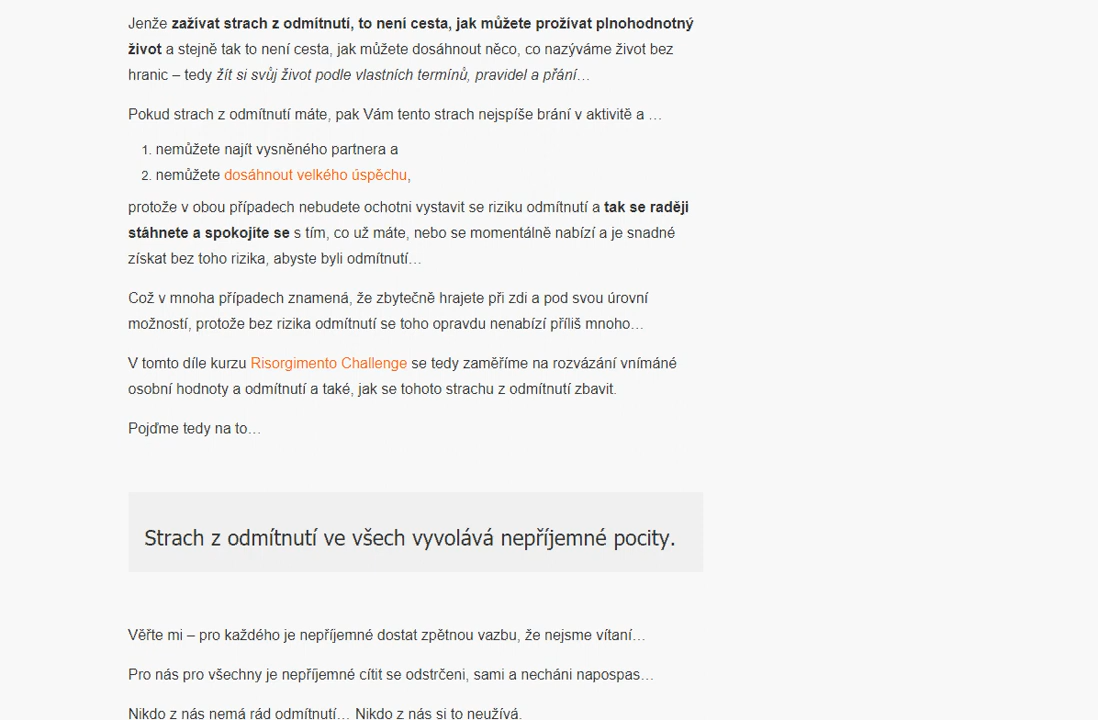 Jenže zažívat strach z odmítnutí, to není cesta, jak můžete prožívat plnohodnotný
život a stejně tak to není cesta, jak můžete dosáhnout něco, co nazýváme život bez
hranic – tedy žít si svůj život podle vlastních termínů, pravidel a přání…
Pokud strach z odmítnutí máte, pak Vám tento strach nejspíše brání v aktivitě a …
1. nemůžete najít vysněného partnera a
2. nemůžete dosáhnout velkého úspěchu,
protože v obou případech nebudete ochotni vystavit se riziku odmítnutí a tak se raději
stáhnete a spokojíte se s tím, co už máte, nebo se momentálně nabízí a je snadné
získat bez toho rizika, abyste byli odmítnutí…
Což v mnoha případech znamená, že zbytečně hrajete při zdi a pod svou úrovní
možností, protože bez rizika odmítnutí se toho opravdu nenabízí příliš mnoho…
V tomto díle kurzu Risorgimento Challenge se tedy zaměříme na rozvázání vnímáné
osobní hodnoty a odmítnutí a také, jak se tohoto strachu z odmítnutí zbavit.
Pojďme tedy na to…
Strach z odmítnutí ve všech vyvolává nepříjemné pocity.
Věřte mi – pro každého je nepříjemné dostat zpětnou vazbu, že nejsme vítaní…
Pro nás pro všechny je nepříjemné cítit se odstrčeni, sami a necháni napospas…
Nikdo z nás nemá rád odmítnutí… Nikdo z nás si to neužívá.